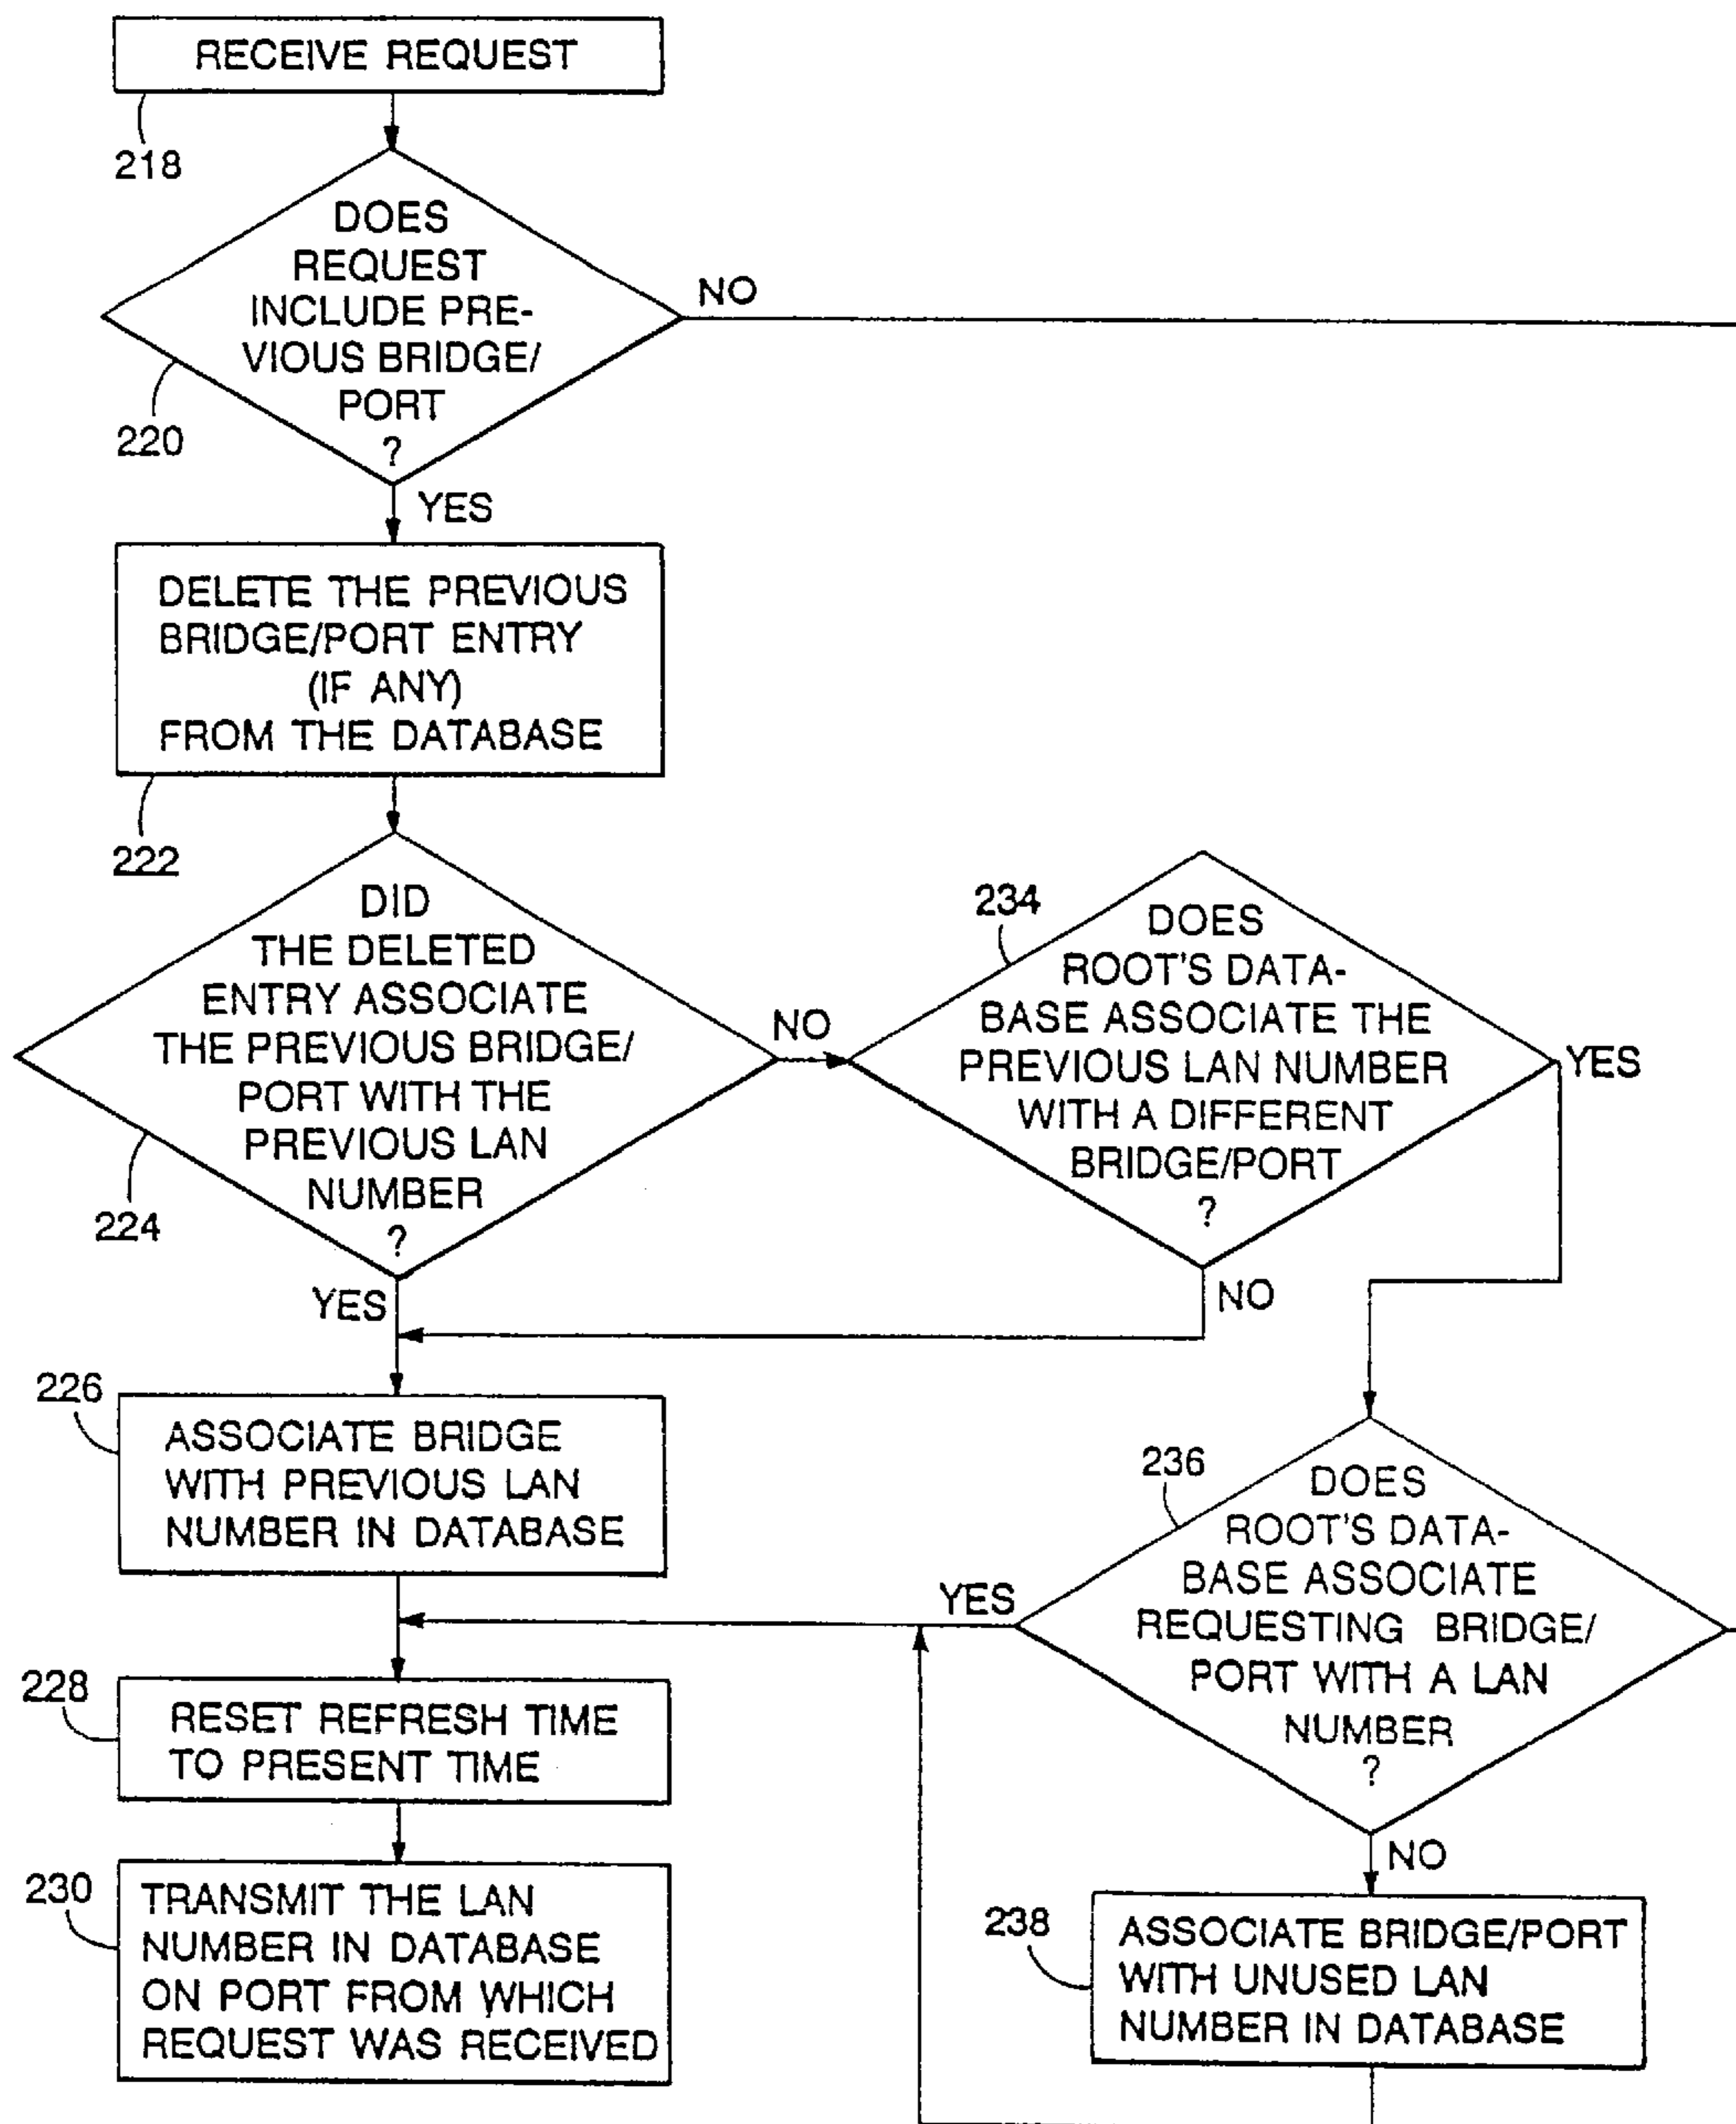 RECEIVE REQUEST
218
DOES
REQUEST
INCLUDE PRE-
VIOUS BRIDGE/
PORT
?
NO
220
YES
DELETE THE PREVIOUS
BRIDGE/PORT ENTRY
(IF ANY)
FROM THE DATABASE
222
DID
THE DELETED
ENTRY ASSOCIATE
THE PREVIOUS BRIDGE/
PORT WITH THE
PREVIOUS LAN
NUMBER
?
NO
224
YES
234
DOES
ROOT'S DATA-
BASE ASSOCIATE THE
PREVIOUS LAN NUMBER
WITH A DIFFERENT
BRIDGE/PORT
?
YES
NO
226
ASSOCIATE BRIDGE
WITH PREVIOUS LAN
NUMBER IN DATABASE
236
DOES
ROOT'S DATA-
BASE ASSOCIATE
REQUESTING BRIDGE/
PORT WITH A LAN
NUMBER
?
YES
NO
228
RESET REFRESH TIME
TO PRESENT TIME
230
TRANSMIT THE LAN
NUMBER IN DATABASE
ON PORT FROM WHICH
REQUEST WAS RECEIVED
238
ASSOCIATE BRIDGE/PORT
WITH UNUSED LAN
NUMBER IN DATABASE